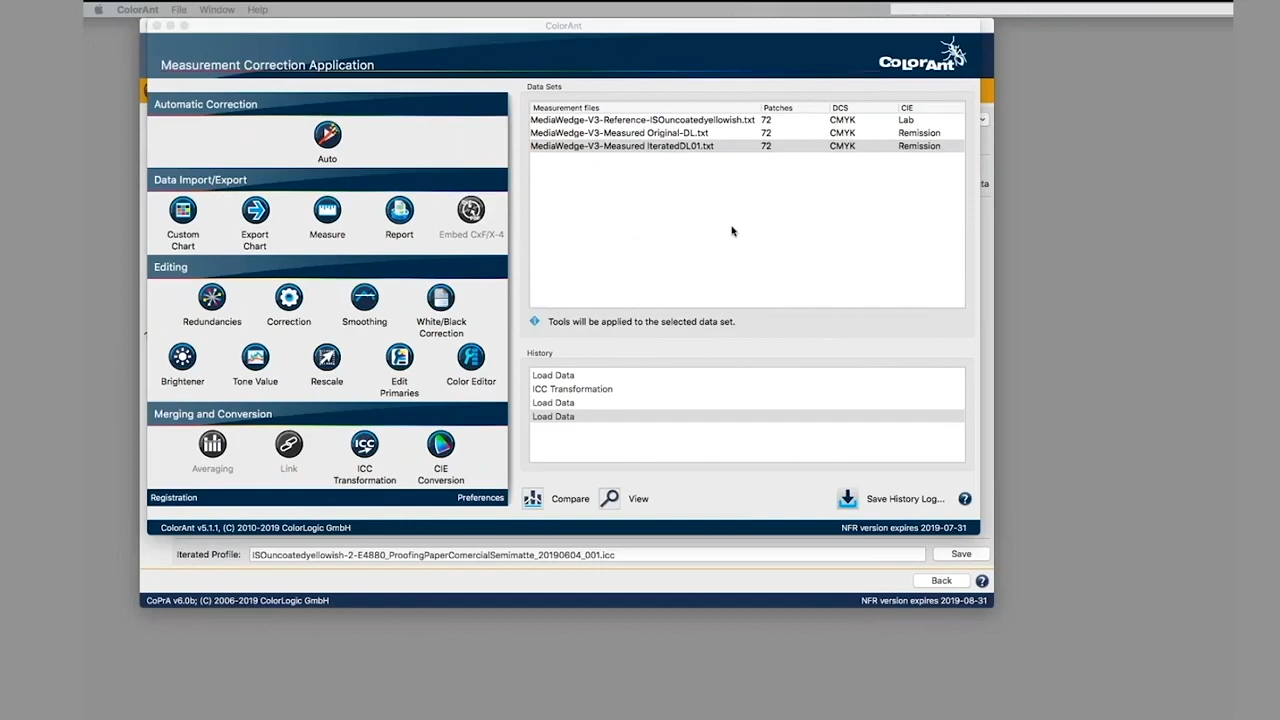 ColorAnt File Window Help
ColorAnt
Measurement Correction Application
ColorAnt
Automatic Correction
Auto
Data Import/Export
Custom Chart
Export Chart
Measure
Report
Embed CxF/X-4
Editing
Redundancies
Correction
Smoothing
White/Black Correction
Brightener
Tone Value
Rescale
Edit Primaries
Color Editor
Merging and Conversion
Averaging
Link
ICC Transformation
CIE Conversion
Registration Preferences
Data Sets
Measurement files Patches DCS CIE
MediaWedge-V3-Reference-ISOuncoatedyellowish.txt 72 CMYK Lab
MediaWedge-V3-Measured Original-DL.txt 72 CMYK Remission
MediaWedge-V3-Measured IteratedDL01.txt 72 CMYK Remission
Tools will be applied to the selected data set.
History
Load Data
ICC Transformation
Load Data
Load Data
Compare View Save History Log... ?
ColorAnt v5.1.1, (C) 2010-2019 ColorLogic GmbH NFR version expires 2019-07-31
ta
Iterated Profile: ISOuncoatedyellowish-2-E4880_ProofingPaperComercialSemimatte_20190604_001.icc Save
Back ?
CoPrA v6.0b; (C) 2006-2019 ColorLogic GmbH NFR version expires 2019-08-31